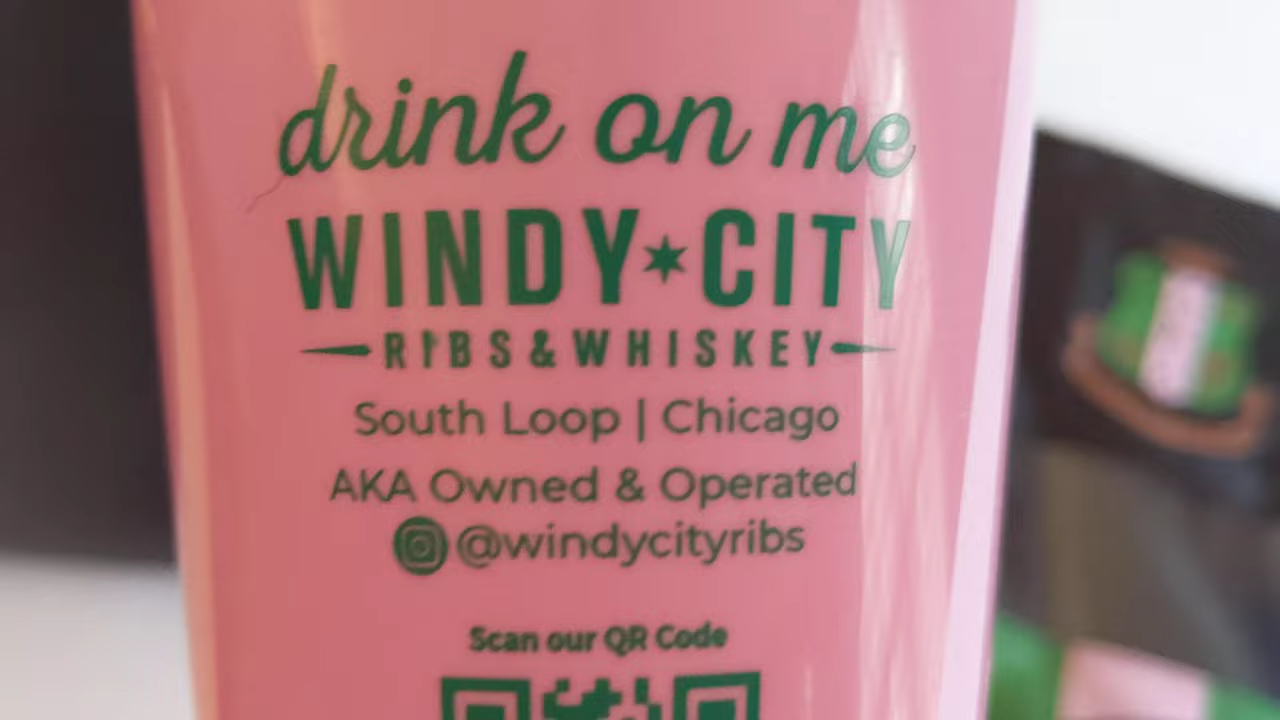 drink on me
WINDY✶CITY
RIBS&WHISKEY
South Loop | Chicago
AKA Owned & Operated
@windycityribs
Scan our QR Code